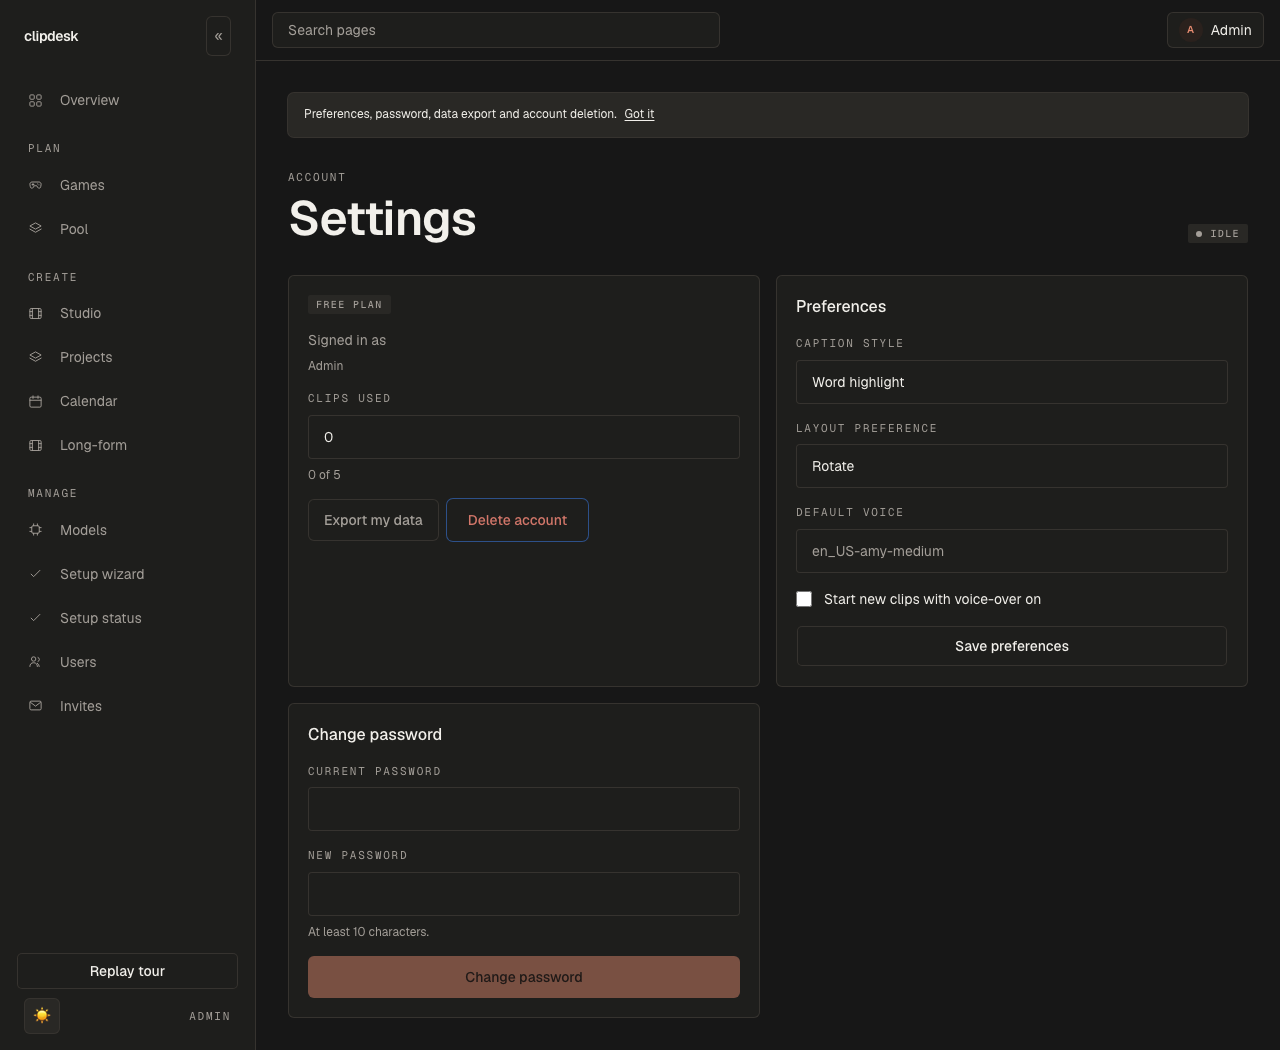 clipdesk
«
Search pages
A Admin
Overview
PLAN
Games
Pool
CREATE
Studio
Projects
Calendar
Long-form
MANAGE
Models
Setup wizard
Setup status
Users
Invites
Replay tour
ADMIN
Preferences, password, data export and account deletion. Got it
ACCOUNT
Settings
IDLE
FREE PLAN
Signed in as
Admin
CLIPS USED
0
0 of 5
Export my data
Delete account
Preferences
CAPTION STYLE
Word highlight
LAYOUT PREFERENCE
Rotate
DEFAULT VOICE
en_US-amy-medium
Start new clips with voice-over on
Save preferences
Change password
CURRENT PASSWORD
NEW PASSWORD
At least 10 characters.
Change password